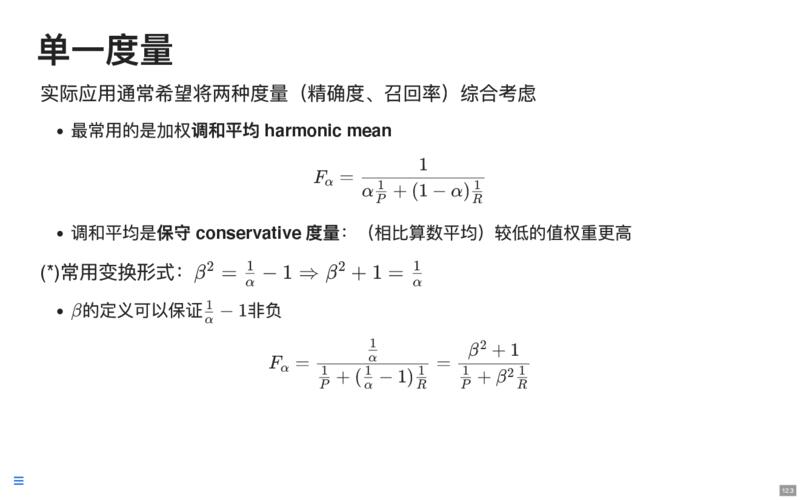 单一度量
实际应用通常希望将两种度量（精确度、召回率）综合考虑
• 最常用的是加权调和平均 harmonic mean
$F_\alpha = \frac{1}{\alpha\frac{1}{P} + (1-\alpha)\frac{1}{R}}$
• 调和平均是保守 conservative 度量：（相比算数平均）较低的值权重更高
(*)常用变换形式：$\beta^2 = \frac{1}{\alpha} - 1 \Rightarrow \beta^2 + 1 = \frac{1}{\alpha}$
• $\beta$的定义可以保证$\frac{1}{\alpha} - 1$非负
$F_\alpha = \frac{\frac{1}{\alpha}}{\frac{1}{P} + (\frac{1}{\alpha} - 1)\frac{1}{R}} = \frac{\beta^2 + 1}{\frac{1}{P} + \beta^2\frac{1}{R}}$
12.3